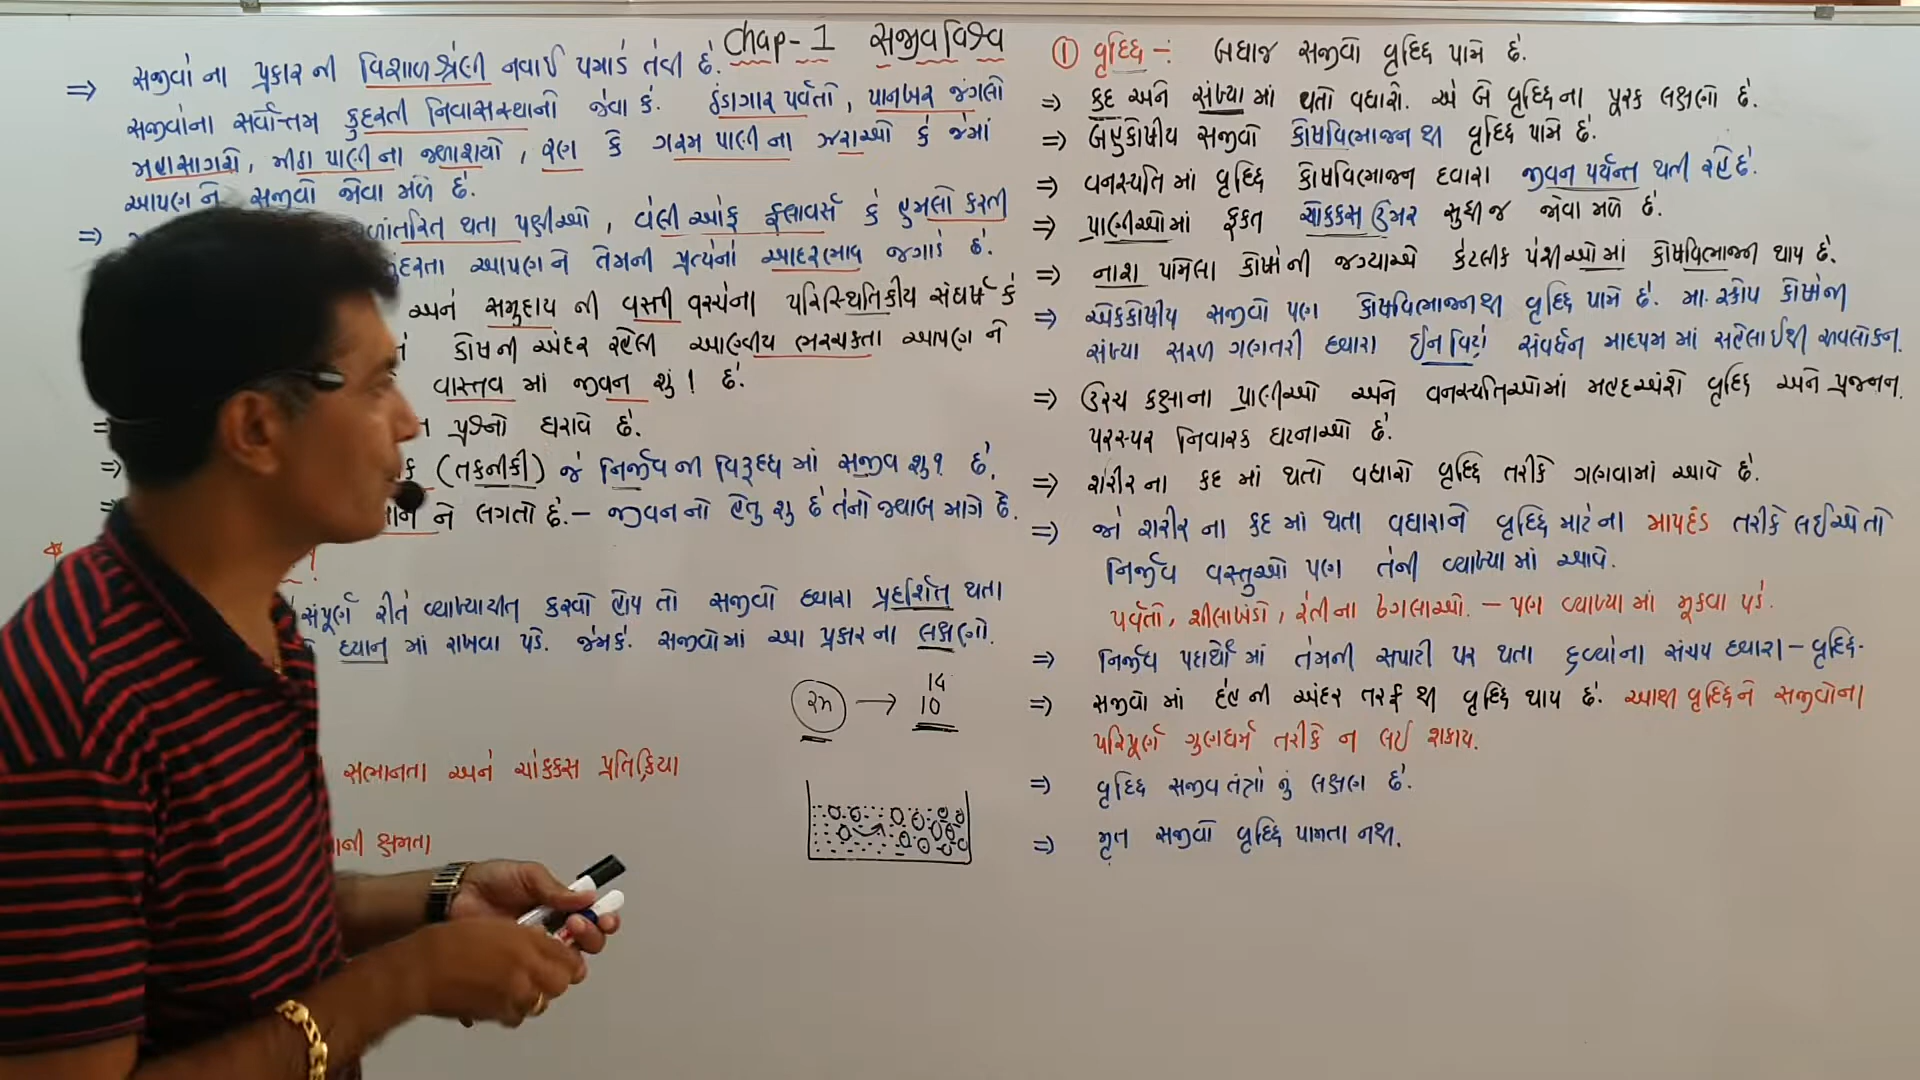 Chap-1 સજીવ વિશ્વ
⇒ સજીવો ના પ્રકાર ની વિશાળ શ્રેણી નવાઈ પમાડે તેવી છે.
સજીવોના સર્વોત્તમ કુદરતી નિવાસસ્થાનો જેવા કે. ઠંડાગાર પર્વતો, પાનખર જંગલો
મહાસાગરો, મીઠા પાણી ના જળાશયો, રણ કે ગરમ પાણી ના ઝરાઓ કે જેમાં
આપણ ને સજીવો જોવા મળે છે.
⇒ ળાંતરિત થતા પક્ષીઓ, વેલી ઓફ ફ્લાવર્સ કે હુમલો કરતી
સુંદરતા આપણ ને તેમની પ્રત્યેનો આદરભાવ જગાડે છે.
અને સમુદાય ની વસ્તી વચ્ચેના પરિસ્થિતિકીય સંઘર્ષ કે
કોષ ની અંદર રહેલી આણ્વીય ભરચકતા આપણ ને
વાસ્તવ માં જીવન શું! છે.
⇒ પ્રશ્નો ધરાવે છે.
⇒ ક (તકનીકી) જે નિર્જીવ ની વિરૂદ્ધ માં સજીવ શુ? છે.
⇒ ને લગતો છે. - જીવન નો હેતુ શુ છે તેનો જવાબ માગે છે.
સંપૂર્ણ રીતે વ્યાખ્યાયીત કરવો હોય તો સજીવો દ્વારા પ્રદર્શિત થતા
ધ્યાન માં રાખવા પડે. જેમકે. સજીવોમાં આ પ્રકાર ના લક્ષણો.
૨મ → 14
10
સભાનતા અને ચોક્કસ પ્રતિક્રિયા
ની ક્ષમતા
① વૃદ્ધિ -: બધાજ સજીવો વૃદ્ધિ પામે છે.
⇒ કદ અને સંખ્યા માં થતો વધારો. એ બે વૃદ્ધિ ના પૂરક લક્ષણો છે.
⇒ બહુકોષીય સજીવો કોષવિભાજન થી વૃદ્ધિ પામે છે.
⇒ વનસ્પતિ માં વૃદ્ધિ કોષવિભાજન દ્વારા જીવન પર્યન્ત થતી રહે છે.
⇒ પ્રાણીઓમાં ફક્ત ચોક્કસ ઉંમર સુધી જ જોવા મળે છે.
⇒ નાશ પામેલા કોષોની જગ્યાએ કેટલીક પેશીઓ માં કોષવિભાજન થાય છે.
⇒ એકકોષીય સજીવો પણ કોષવિભાજન થી વૃદ્ધિ પામે છે. મા.સ્કોપ કોષોની
સંખ્યા સરળ ગણતરી દ્વારા ઈન વિટ્રો સંવર્ધન માધ્યમ માં સહેલાઈથી અવલોકન.
⇒ ઉચ્ચ કક્ષાના પ્રાણીઓ અને વનસ્પતિઓમાં મહદઅંશે વૃદ્ધિ અને પ્રજનન.
પરસ્પર નિવારક ઘટનાઓ છે.
⇒ શરીરના કદ માં થતો વધારો વૃદ્ધિ તરીકે ગણવામાં આવે છે.
⇒ જો શરીર ના કદ માં થતા વધારાને વૃદ્ધિ માટેના માપદંડ તરીકે લઈએ તો
નિર્જીવ વસ્તુઓ પણ તેની વ્યાખ્યા માં આવે.
પર્વતો, શીલાખંડો, રેતીના ઢગલાઓ. - પણ વ્યાખ્યા માં મૂકવા પડે.
⇒ નિર્જીવ પદાર્થો માં તેમની સપાટી પર થતા દ્રવ્યોના સંચય દ્વારા - વૃદ્ધિ.
⇒ સજીવો માં દેહ ની અંદર તરફ થી વૃદ્ધિ થાય છે. આથી વૃદ્ધિ ને સજીવોના
પરિપૂર્ણ ગુણધર્મ તરીકે ન લઈ શકાય.
⇒ વૃદ્ધિ સજીવ તંત્રો નું લક્ષણ છે.
⇒ મૃત સજીવો વૃદ્ધિ પામતા નથી.